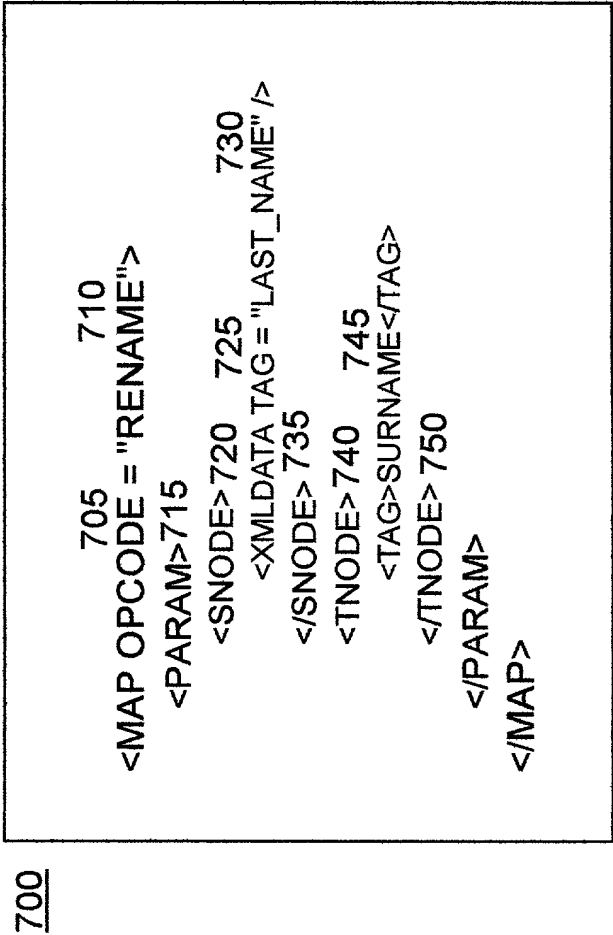 700
705 710
<MAP OPCODE = "RENAME">
<PARAM>715
<SNODE>720 725 730
<XMLDATA TAG = "LAST_NAME" />
</SNODE> 735
<TNODE>740 745
<TAG>SURNAME</TAG>
</TNODE> 750
</PARAM>
</MAP>